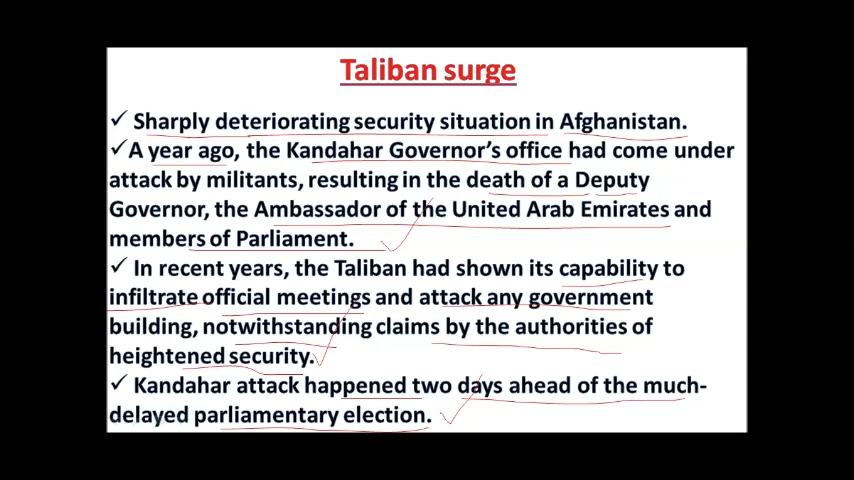 Taliban surge
✓ Sharply deteriorating security situation in Afghanistan.
✓A year ago, the Kandahar Governor's office had come under
attack by militants, resulting in the death of a Deputy
Governor, the Ambassador of the United Arab Emirates and
members of Parliament.
✓ In recent years, the Taliban had shown its capability to
infiltrate official meetings and attack any government
building, notwithstanding claims by the authorities of
heightened security.
✓ Kandahar attack happened two days ahead of the much-
delayed parliamentary election.